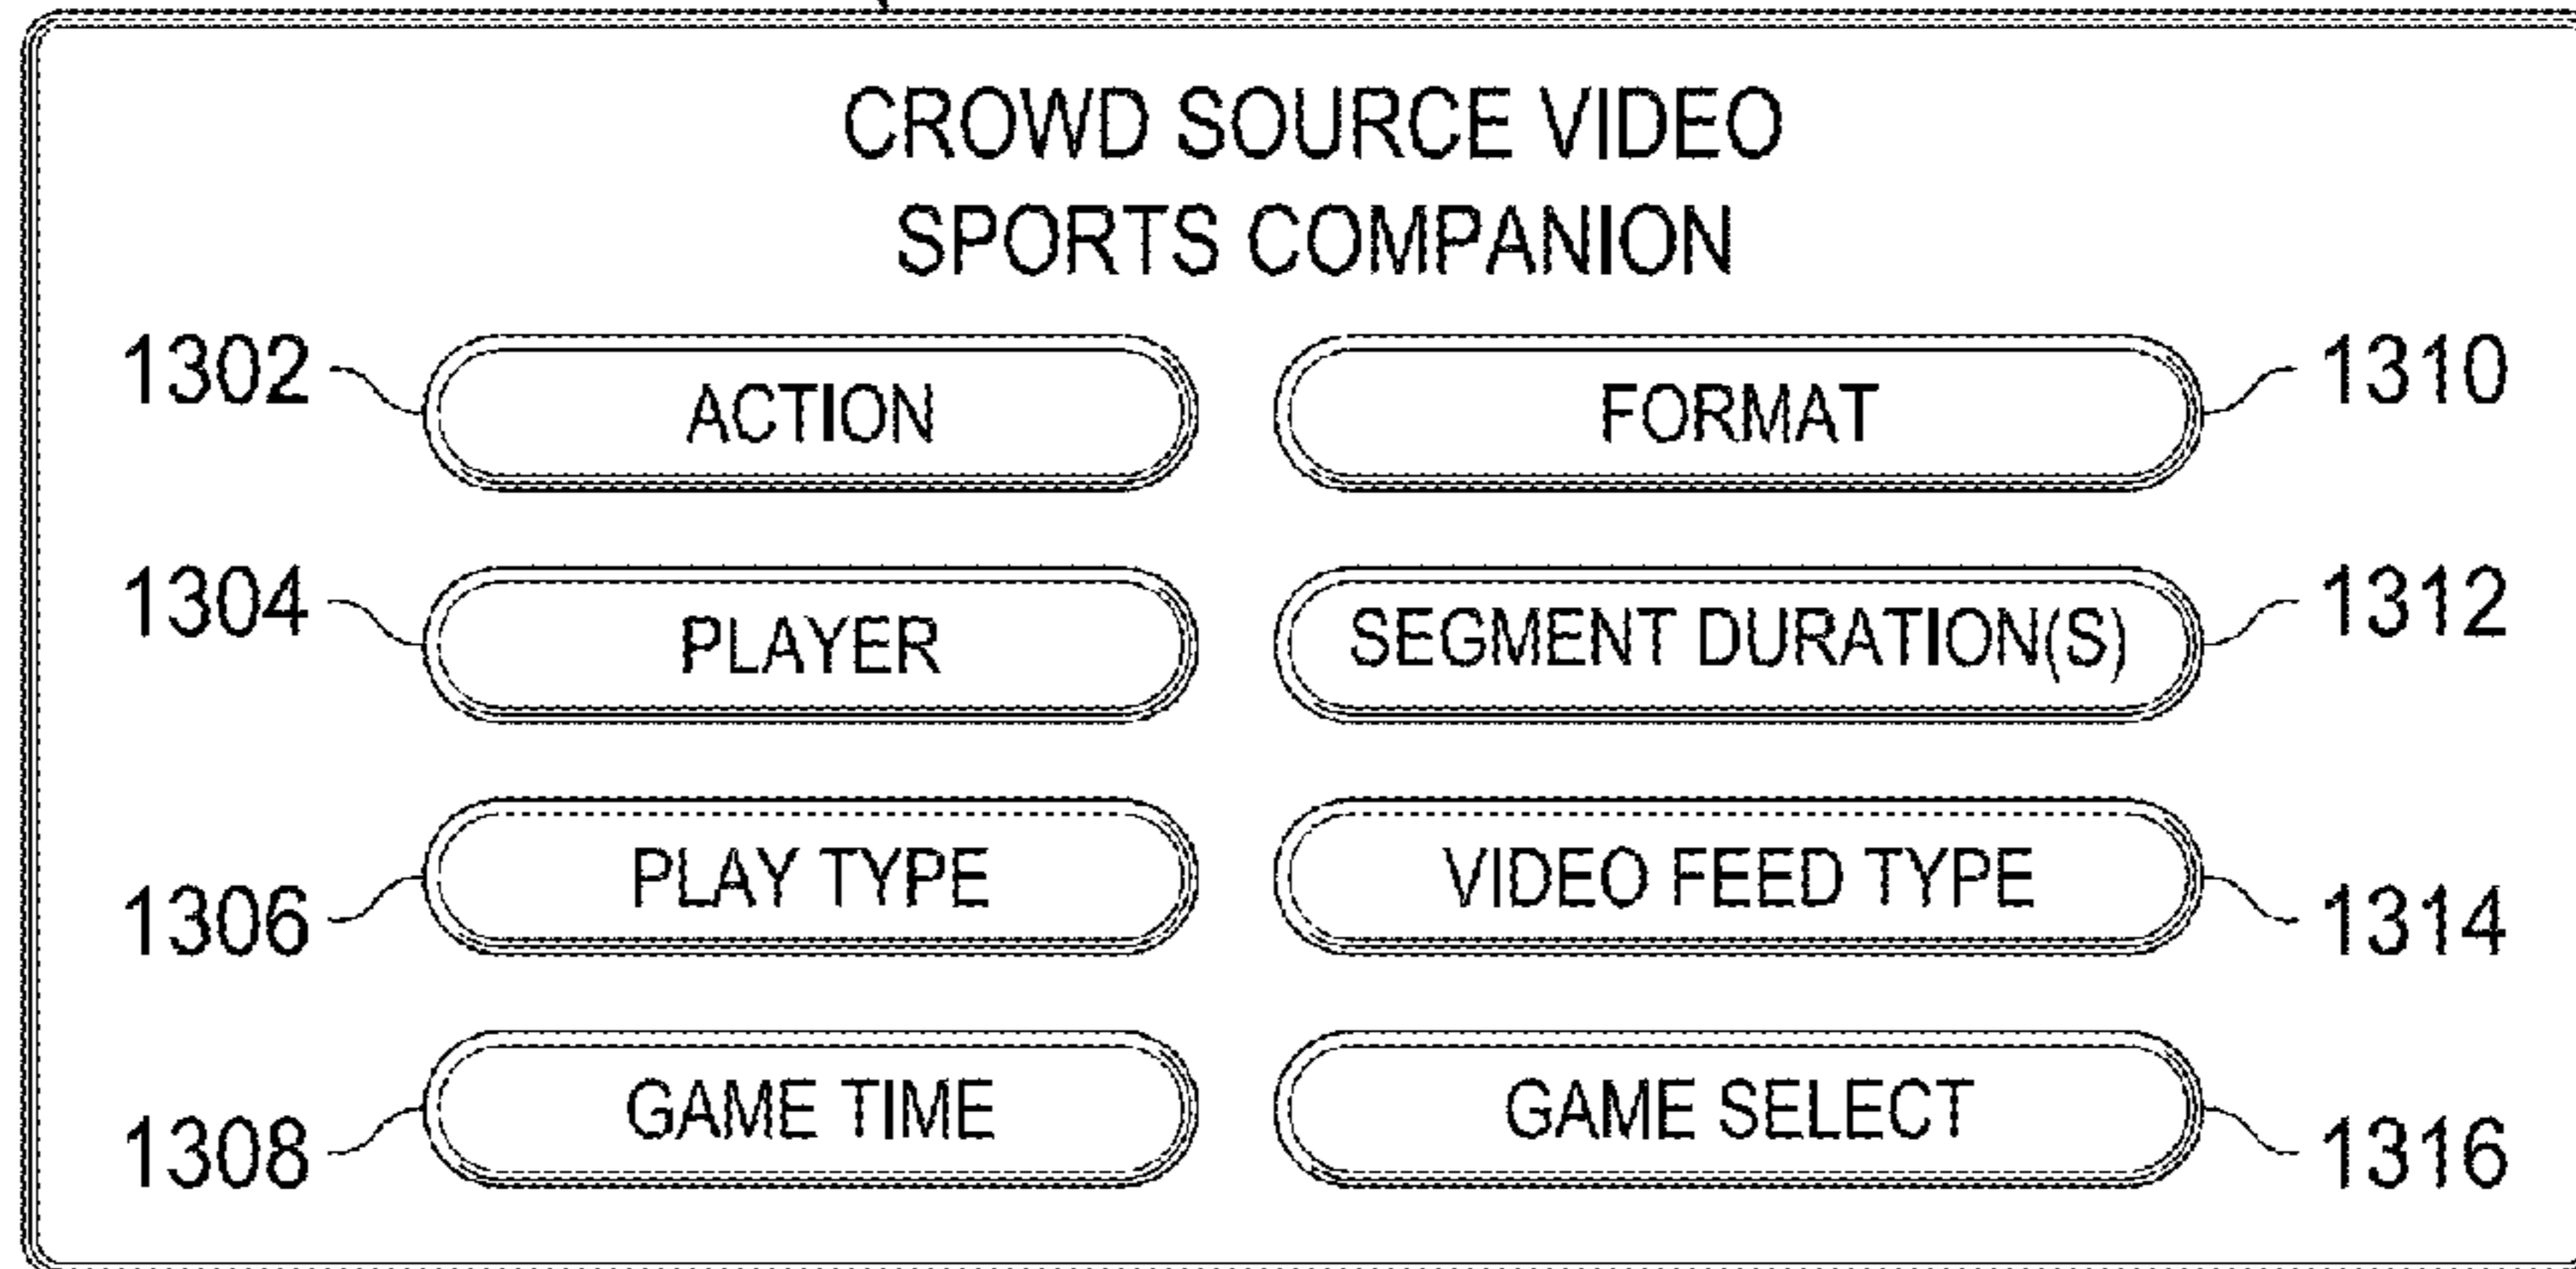 CROWD SOURCE VIDEO
SPORTS COMPANION
1302 ACTION FORMAT 1310
1304 PLAYER SEGMENT DURATION(S) 1312
1306 PLAY TYPE VIDEO FEED TYPE 1314
1308 GAME TIME GAME SELECT 1316